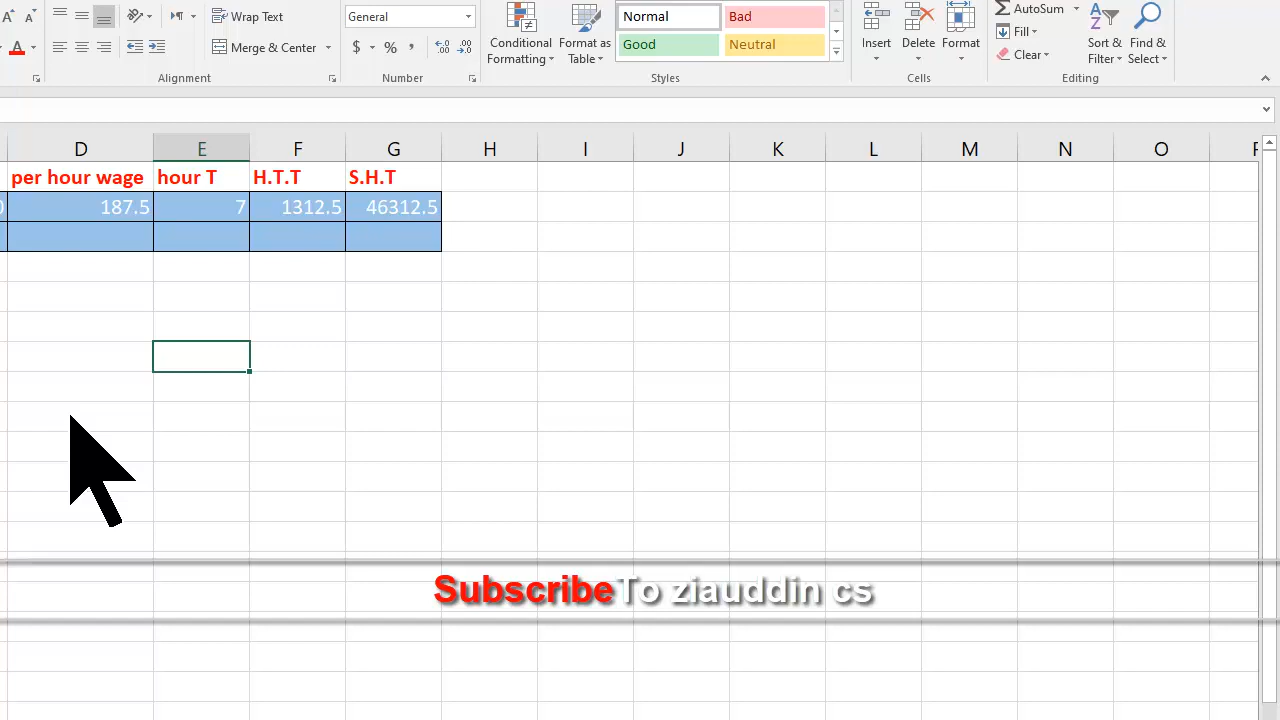 A A Wrap Text General Normal Bad AutoSum
A Merge & Center $ % , Conditional Formatting Format as Table Good Neutral Insert Delete Format Fill Clear Sort & Filter Find & Select
Alignment Number Styles Cells Editing
D E F G H I J K L M N O
per hour wage hour T H.T.T S.H.T
0 187.5 7 1312.5 46312.5
Subscribe To ziauddin cs